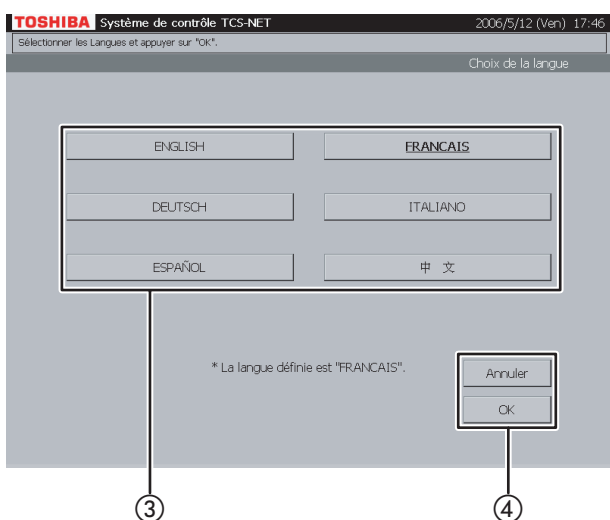 TOSHIBA Système de contrôle TCS-NET 2006/5/12 (Ven) 17:46
Sélectionner les Langues et appuyer sur "OK".
Choix de la langue
ENGLISH FRANCAIS
DEUTSCH ITALIANO
ESPAÑOL 中 文
* La langue définie est "FRANCAIS".
Annuler
OK
③ ④